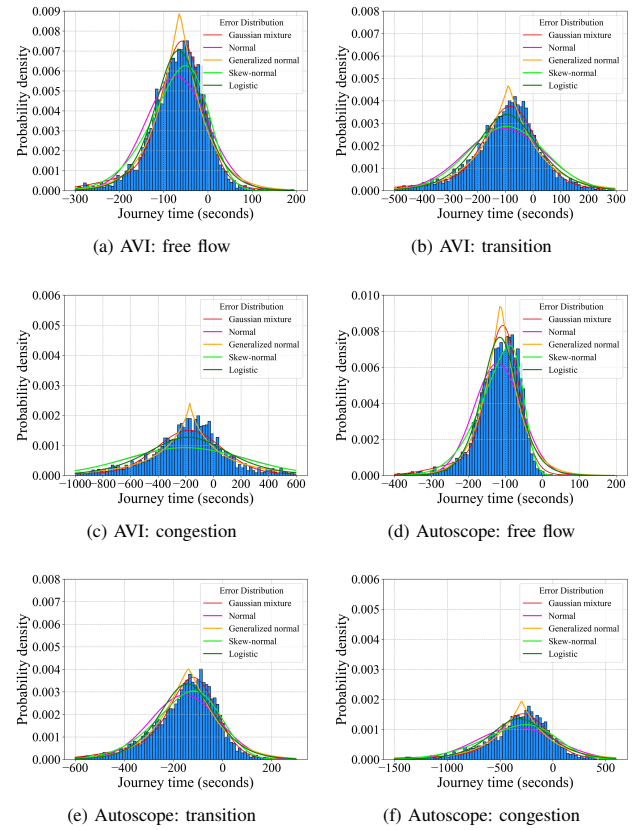 0.009
0.008
0.007
0.006
0.005
0.004
0.003
0.002
0.001
0.000
Probability density
Error Distribution
Gaussian mixture
Normal
Generalized normal
Skew-normal
Logistic
−300 −200 −100 0 100 200
Journey time (seconds)
(a) AVI: free flow
0.008
0.007
0.006
0.005
0.004
0.003
0.002
0.001
0.000
Probability density
Error Distribution
Gaussian mixture
Normal
Generalized normal
Skew-normal
Logistic
−500 −400 −300 −200 −100 0 100 200 300
Journey time (seconds)
(b) AVI: transition
0.006
0.005
0.004
0.003
0.002
0.001
0.000
Probability density
Error Distribution
Gaussian mixture
Normal
Generalized normal
Skew-normal
Logistic
−1000 −800 −600 −400 −200 0 200 400 600
Journey time (seconds)
(c) AVI: congestion
0.010
0.008
0.006
0.004
0.002
0.000
Probability density
Error Distribution
Gaussian mixture
Normal
Generalized normal
Skew-normal
Logistic
−400 −300 −200 −100 0 100 200
Journey time (seconds)
(d) Autoscope: free flow
0.008
0.007
0.006
0.005
0.004
0.003
0.002
0.001
0.000
Probability density
Error Distribution
Gaussian mixture
Normal
Generalized normal
Skew-normal
Logistic
−600 −400 −200 0 200
Journey time (seconds)
(e) Autoscope: transition
0.006
0.005
0.004
0.003
0.002
0.001
0.000
Probability density
Error Distribution
Gaussian mixture
Normal
Generalized normal
Skew-normal
Logistic
−1500 −1000 −500 0 500
Journey time (seconds)
(f) Autoscope: congestion